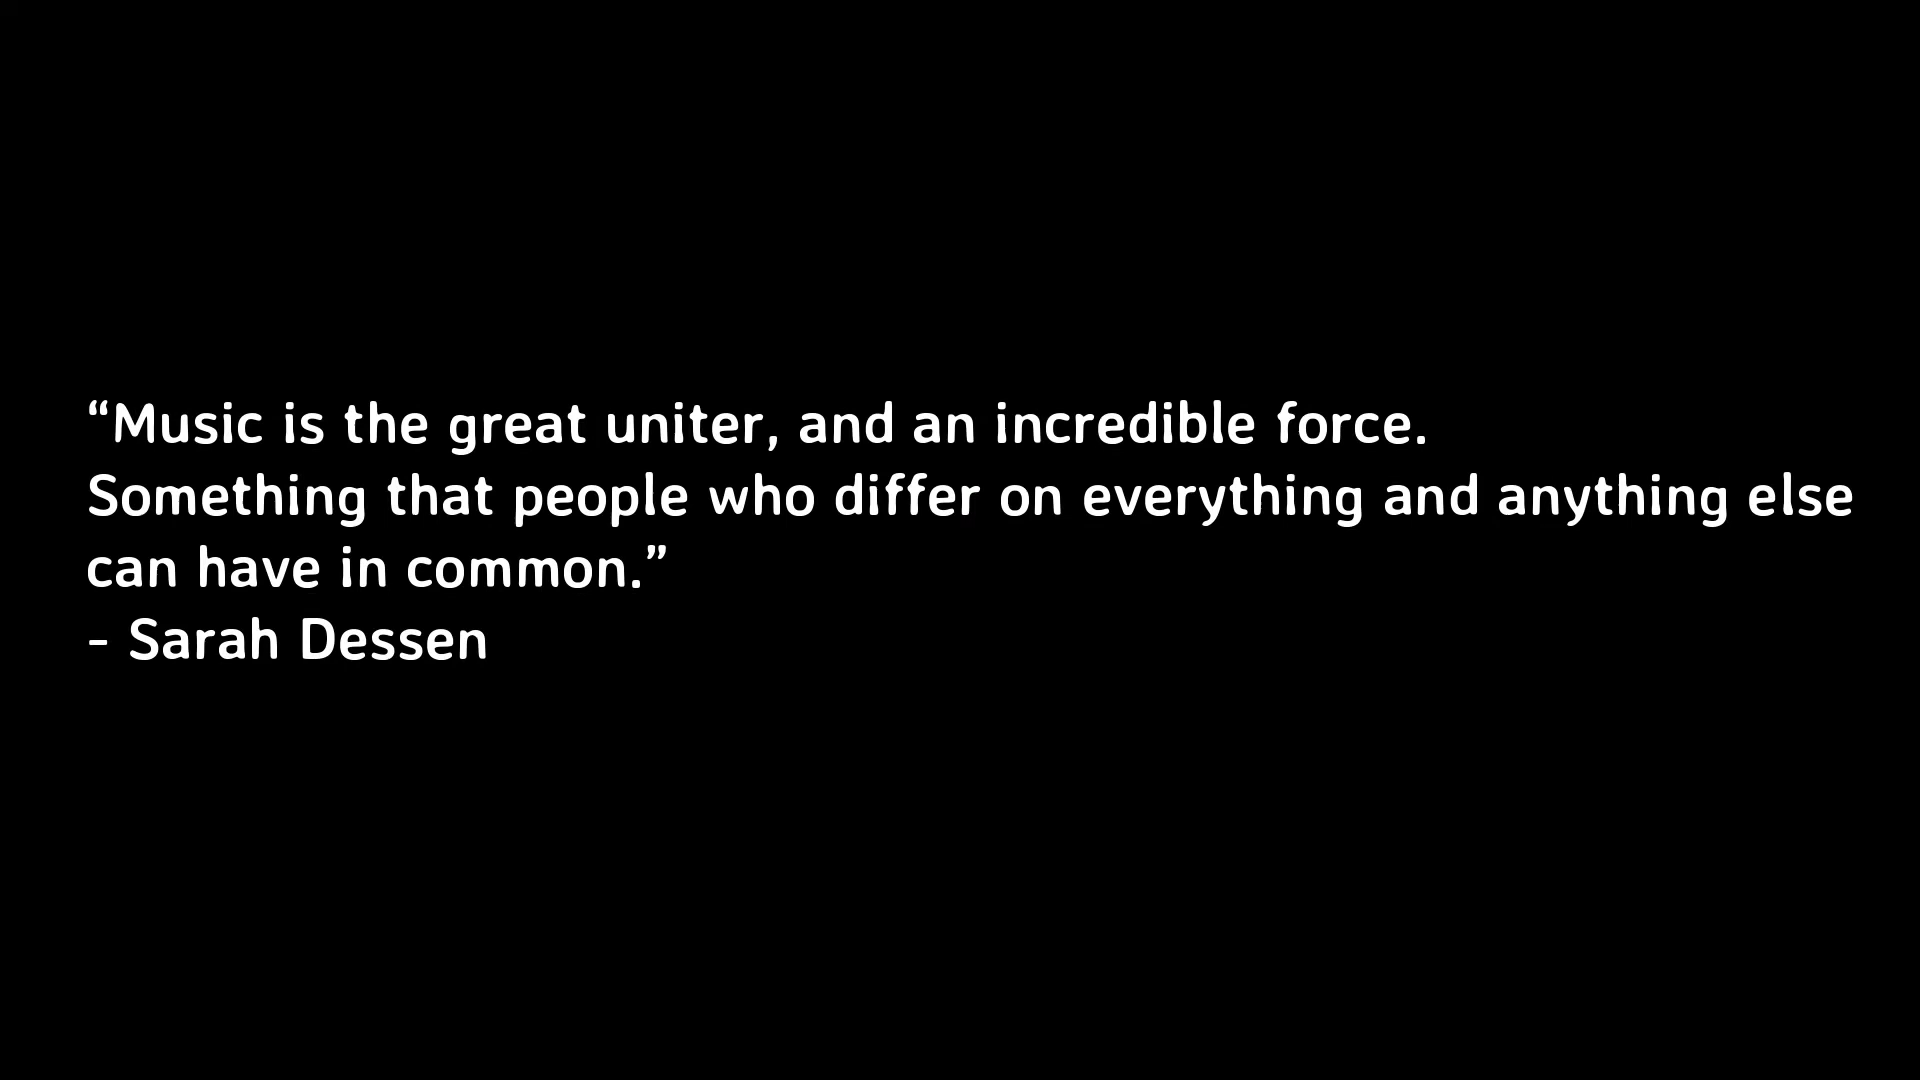 “Music is the great uniter, and an incredible force.
Something that people who differ on everything and anything else
can have in common.”
- Sarah Dessen